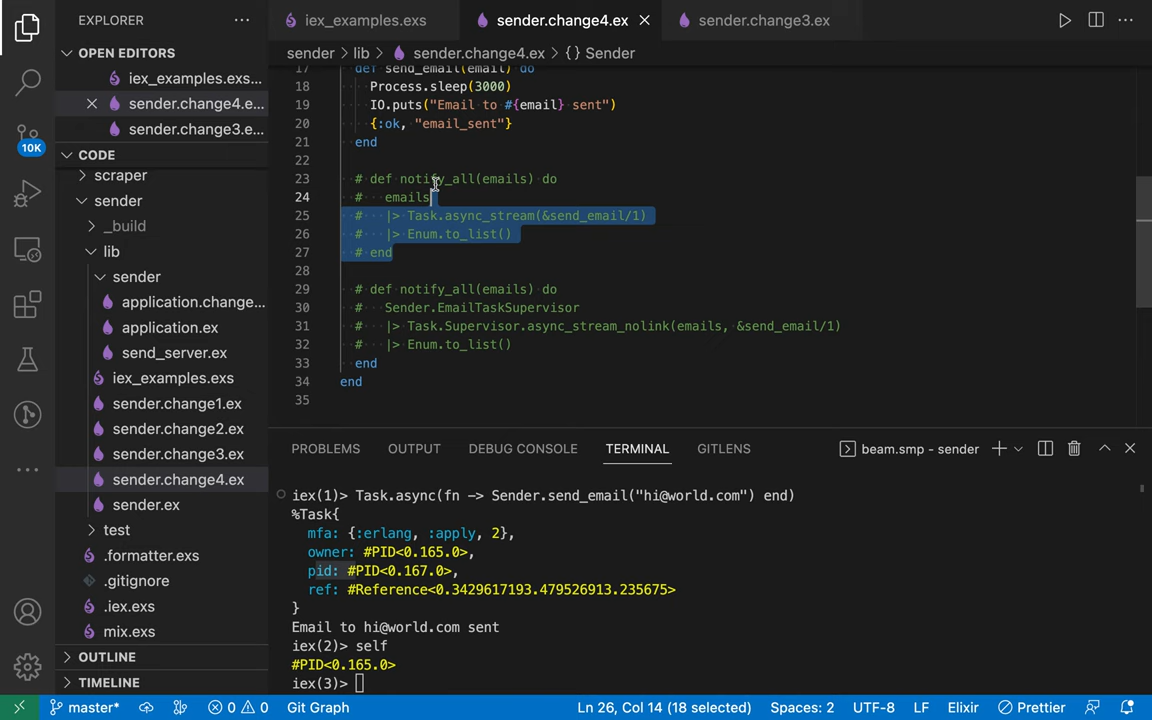 EXPLORER
OPEN EDITORS
iex_examples.exs...
sender.change4.e...
sender.change3.e...
CODE
scraper
sender
_build
lib
sender
application.change...
application.ex
send_server.ex
iex_examples.exs
sender.change1.ex
sender.change2.ex
sender.change3.ex
sender.change4.ex
sender.ex
test
.formatter.exs
.gitignore
.iex.exs
mix.exs
OUTLINE
TIMELINE
10K
iex_examples.exs sender.change4.ex sender.change3.ex
sender > lib > sender.change4.ex > {} Sender
17 def send_email(email) do
18 Process.sleep(3000)
19 IO.puts("Email to #{email} sent")
20 {:ok, "email_sent"}
21 end
22
23 # def notify_all(emails) do
24 # emails
25 # |> Task.async_stream(&send_email/1)
26 # |> Enum.to_list()
27 # end
28
29 # def notify_all(emails) do
30 # Sender.EmailTaskSupervisor
31 # |> Task.Supervisor.async_stream_nolink(emails, &send_email/1)
32 # |> Enum.to_list()
33 end
34 end
35
PROBLEMS OUTPUT DEBUG CONSOLE TERMINAL GITLENS beam.smp - sender
iex(1)> Task.async(fn -> Sender.send_email("hi@world.com") end)
%Task{
mfa: {:erlang, :apply, 2},
owner: #PID<0.165.0>,
pid: #PID<0.167.0>,
ref: #Reference<0.3429617193.479526913.235675>
}
Email to hi@world.com sent
iex(2)> self
#PID<0.165.0>
iex(3)>
master* 0 0 Git Graph Ln 26, Col 14 (18 selected) Spaces: 2 UTF-8 LF Elixir Prettier